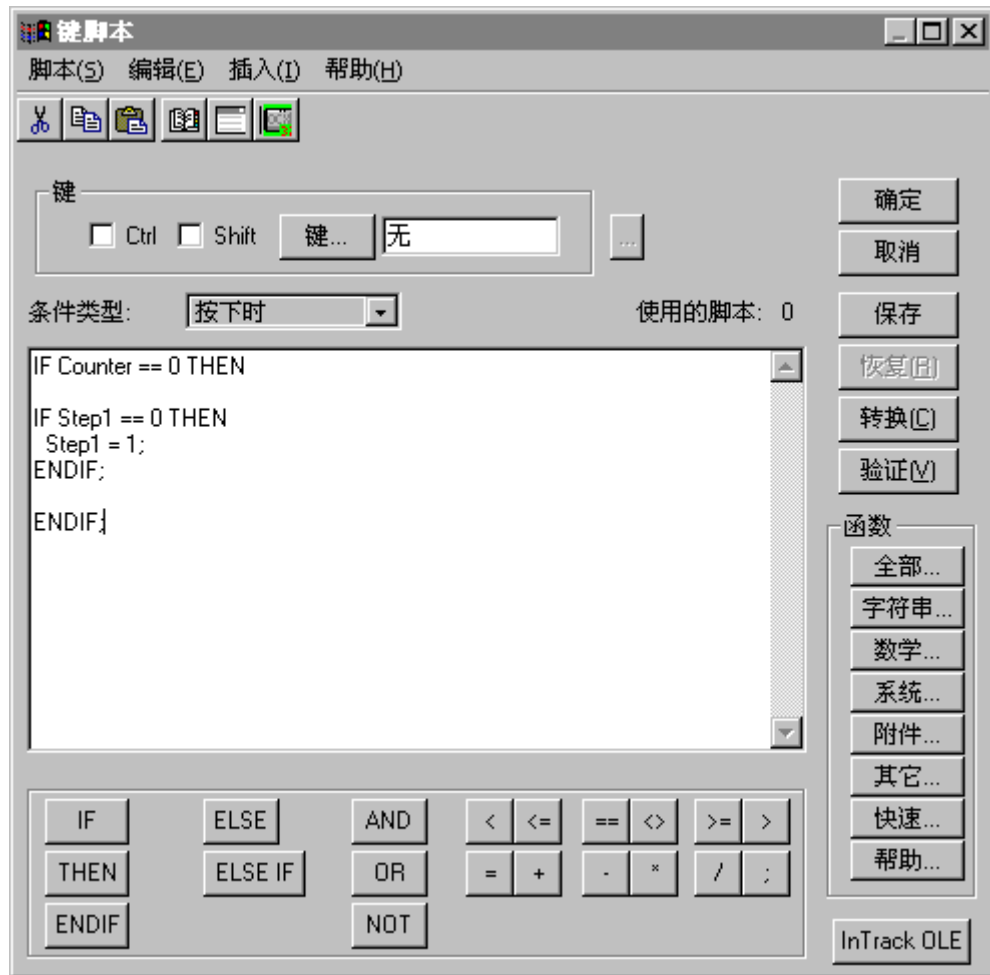 键脚本
脚本(S) 编辑(E) 插入(I) 帮助(H)
键
Ctrl Shift 键... 无 ...
确定
取消
条件类型: 按下时 使用的脚本: 0
保存
恢复(R)
转换(C)
验证(V)
IF Counter == 0 THEN
IF Step1 == 0 THEN
Step1 = 1;
ENDIF;
ENDIF;
函数
全部...
字符串...
数学...
系统...
附件...
其它...
快速...
帮助...
IF ELSE AND < <= == <> >= >
THEN ELSE IF OR = + - * / ;
ENDIF NOT
InTrack OLE